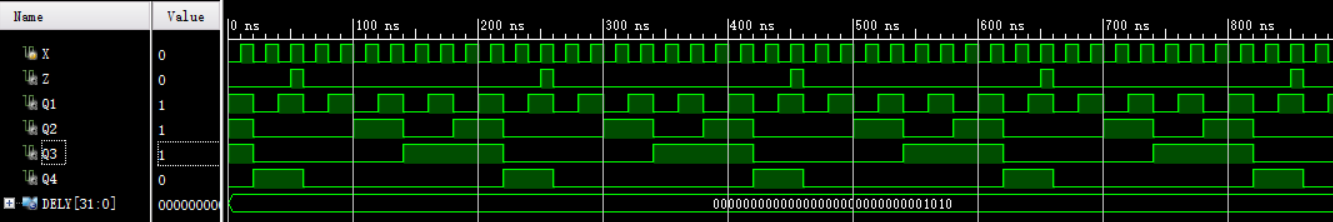 Name Value
0 ns 100 ns 200 ns 300 ns 400 ns 500 ns 600 ns 700 ns 800 ns
X 0
Z 0
Q1 1
Q2 1
Q3 1
Q4 0
DELY[31:0] 000000000 00000000000000000000000000001010